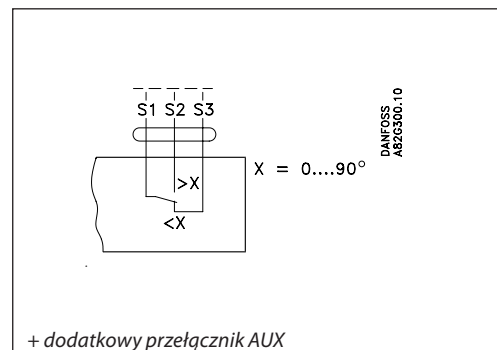 S1 S2 S3
DANFOSS
A82G300.10
>X
X = 0....90°
<X
+ dodatkowy przełącznik AUX